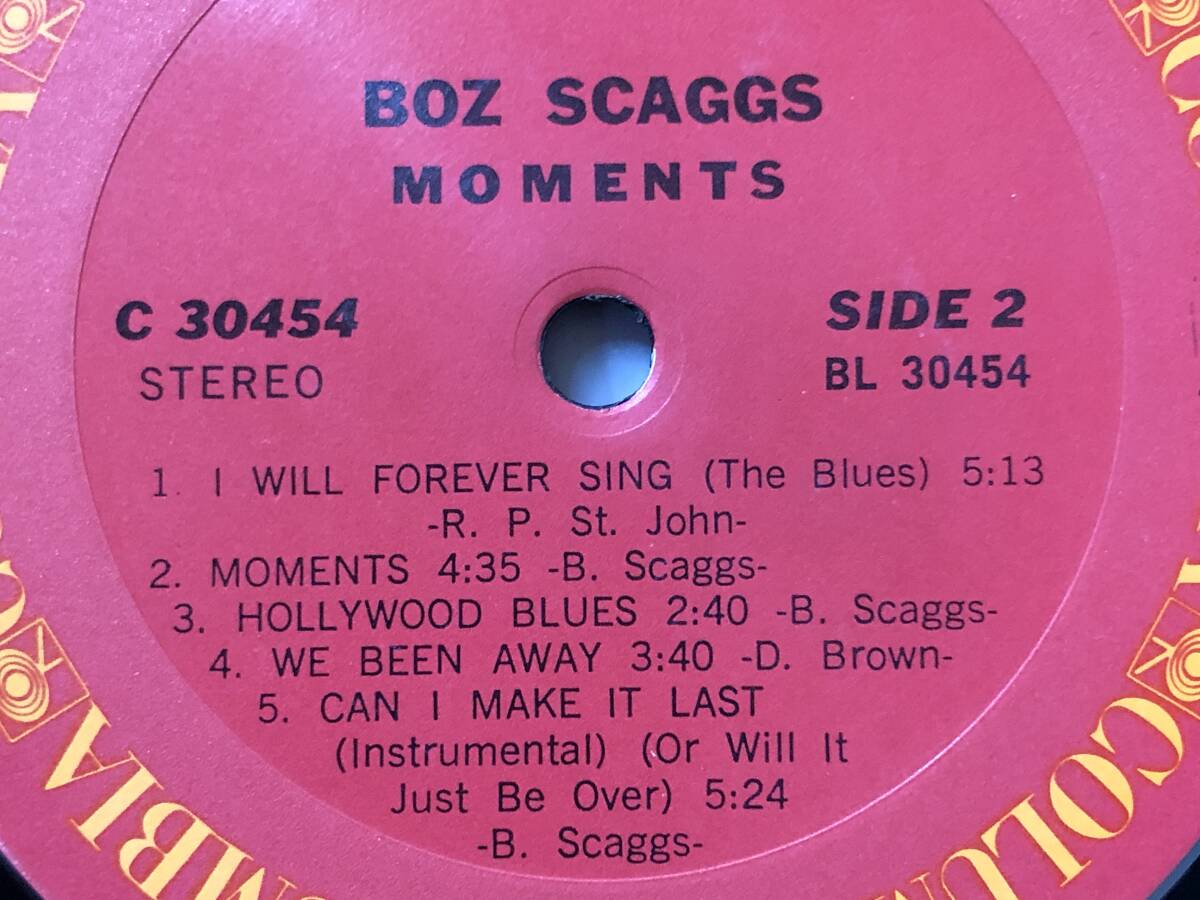 BOZ SCAGGS
MOMENTS
C 30454
STEREO
SIDE 2
BL 30454
1. I WILL FOREVER SING (The Blues) 5:13
-R. P. St. John-
2. MOMENTS 4:35 -B. Scaggs-
3. HOLLYWOOD BLUES 2:40 -B. Scaggs-
4. WE BEEN AWAY 3:40 -D. Brown-
5. CAN I MAKE IT LAST
(Instrumental) (Or Will It
Just Be Over) 5:24
-B. Scaggs-